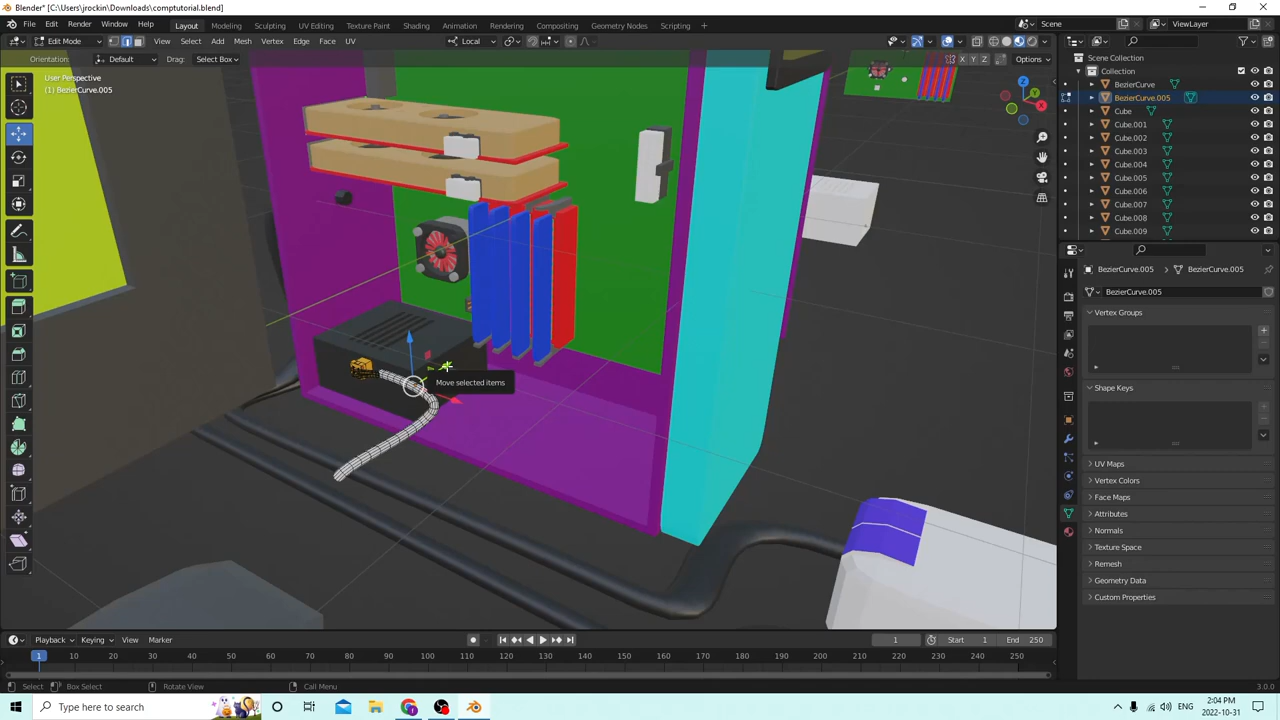 Blender* [C:\Users\jrockin\Downloads\comptutorial.blend]
File Edit Render Window Help
Layout Modeling Sculpting UV Editing Texture Paint Shading Animation Rendering Compositing Geometry Nodes Scripting
Scene
ViewLayer
Edit Mode
View Select Add Mesh Vertex Edge Face UV
Local
Orientation: Default Drag: Select Box
X Y Z Options
User Perspective
(1) BezierCurve.005
Z
Y
X
Move selected items
Scene Collection
Collection
BezierCurve
BezierCurve.005
Cube
Cube.001
Cube.002
Cube.003
Cube.004
Cube.005
Cube.006
Cube.007
Cube.008
Cube.009
BezierCurve.005 BezierCurve.005
BezierCurve.005
Vertex Groups
Shape Keys
UV Maps
Vertex Colors
Face Maps
Attributes
Normals
Texture Space
Remesh
Geometry Data
Custom Properties
Playback Keying View Marker
1 Start 1 End 250
1 10 20 30 40 50 60 70 80 90 100 110 120 130 140 150 160 170 180 190 200 210 220 230 240 250
Select Box Select Rotate View Call Menu
3.0.0
Type here to search
ENG
2:04 PM
2022-10-31